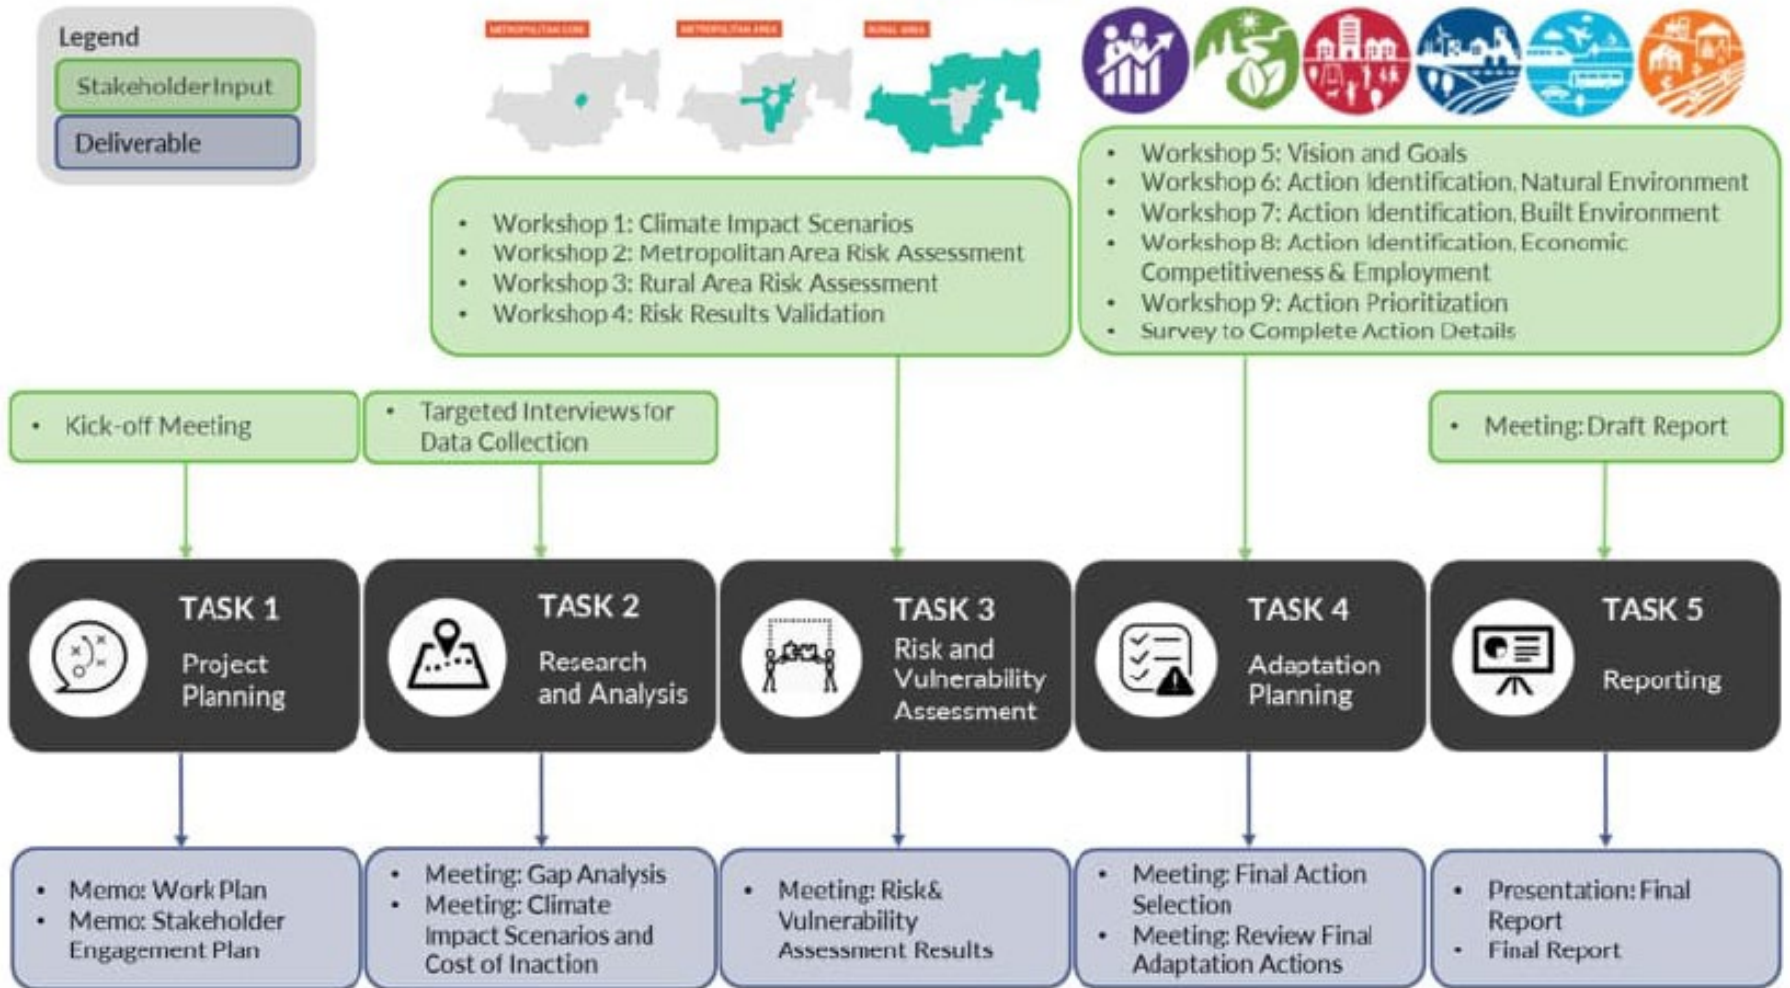 Legend
Stakeholder Input
Deliverable
METROPOLITAN CORE
METROPOLITAN AREA
RURAL AREA
• Workshop 1: Climate Impact Scenarios
• Workshop 2: Metropolitan Area Risk Assessment
• Workshop 3: Rural Area Risk Assessment
• Workshop 4: Risk Results Validation
• Workshop 5: Vision and Goals
• Workshop 6: Action Identification, Natural Environment
• Workshop 7: Action Identification, Built Environment
• Workshop 8: Action Identification, Economic
Competitiveness & Employment
• Workshop 9: Action Prioritization
• Survey to Complete Action Details
• Kick-off Meeting
• Targeted Interviews for
Data Collection
• Meeting: Draft Report
TASK 1
Project
Planning
TASK 2
Research
and Analysis
TASK 3
Risk and
Vulnerability
Assessment
TASK 4
Adaptation
Planning
TASK 5
Reporting
• Memo: Work Plan
• Memo: Stakeholder
Engagement Plan
• Meeting: Gap Analysis
• Meeting: Climate
Impact Scenarios and
Cost of Inaction
• Meeting: Risk &
Vulnerability
Assessment Results
• Meeting: Final Action
Selection
• Meeting: Review Final
Adaptation Actions
• Presentation: Final
Report
• Final Report